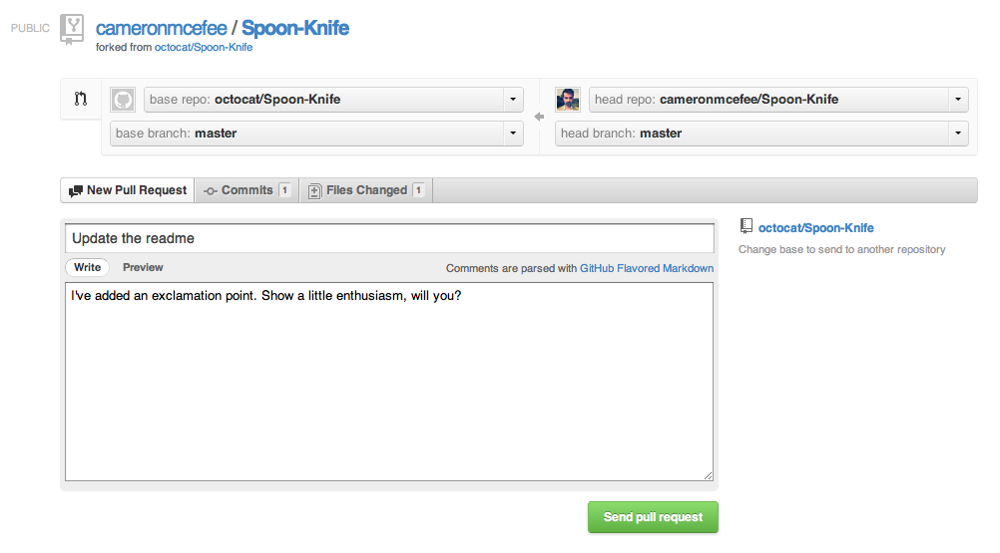 PUBLIC
cameronmcefee / Spoon-Knife
forked from octocat/Spoon-Knife
base repo: octocat/Spoon-Knife
head repo: cameronmcefee/Spoon-Knife
base branch: master
head branch: master
New Pull Request Commits 1 Files Changed 1
Update the readme
octocat/Spoon-Knife
Change base to send to another repository
Write Preview Comments are parsed with GitHub Flavored Markdown
I've added an exclamation point. Show a little enthusiasm, will you?
Send pull request